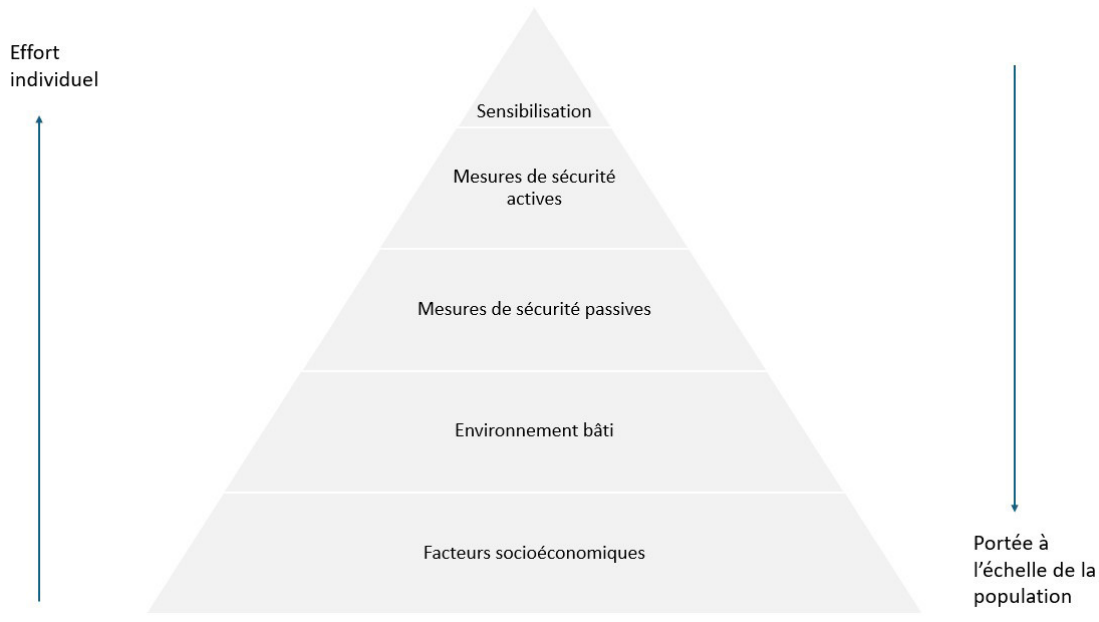 Effort
individuel
Sensibilisation
Mesures de sécurité
actives
Mesures de sécurité passives
Environnement bâti
Facteurs socioéconomiques
Portée à
l’échelle de la
population